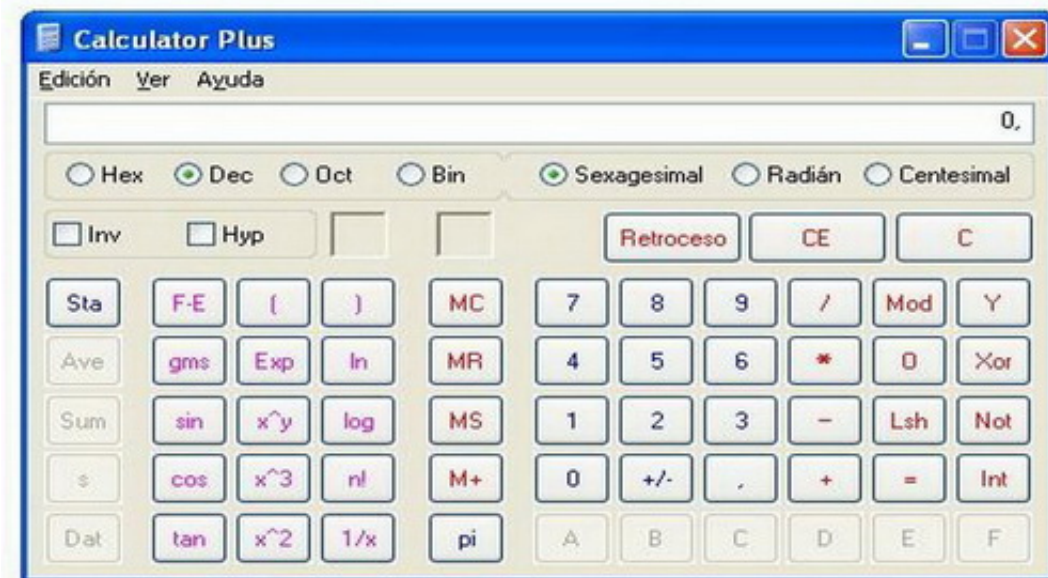 Calculator Plus
Edición Ver Ayuda
0,
Hex Dec Oct Bin Sexagesimal Radián Centesimal
Inv Hyp Retroceso CE C
Sta F-E ( ) MC 7 8 9 / Mod Y
Ave gms Exp ln MR 4 5 6 * O Xor
Sum sin x^y log MS 1 2 3 - Lsh Not
s cos x^3 n! M+ 0 +/- , + = Int
Dat tan x^2 1/x pi A B C D E F